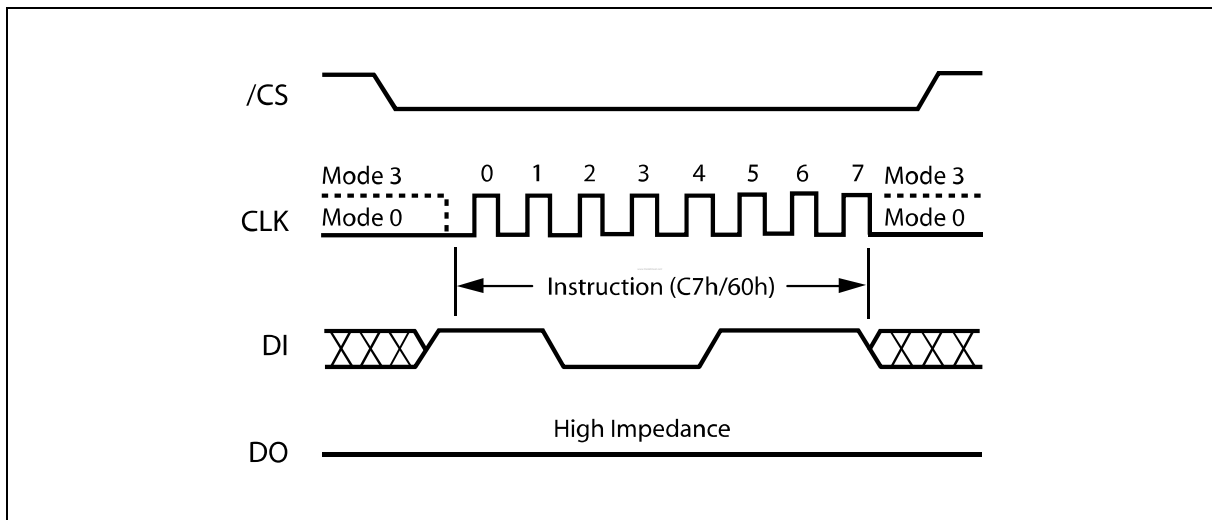 /CS
Mode 3 0 1 2 3 4 5 6 7 Mode 3
CLK Mode 0 Mode 0
Instruction (C7h/60h)
DI
High Impedance
DO